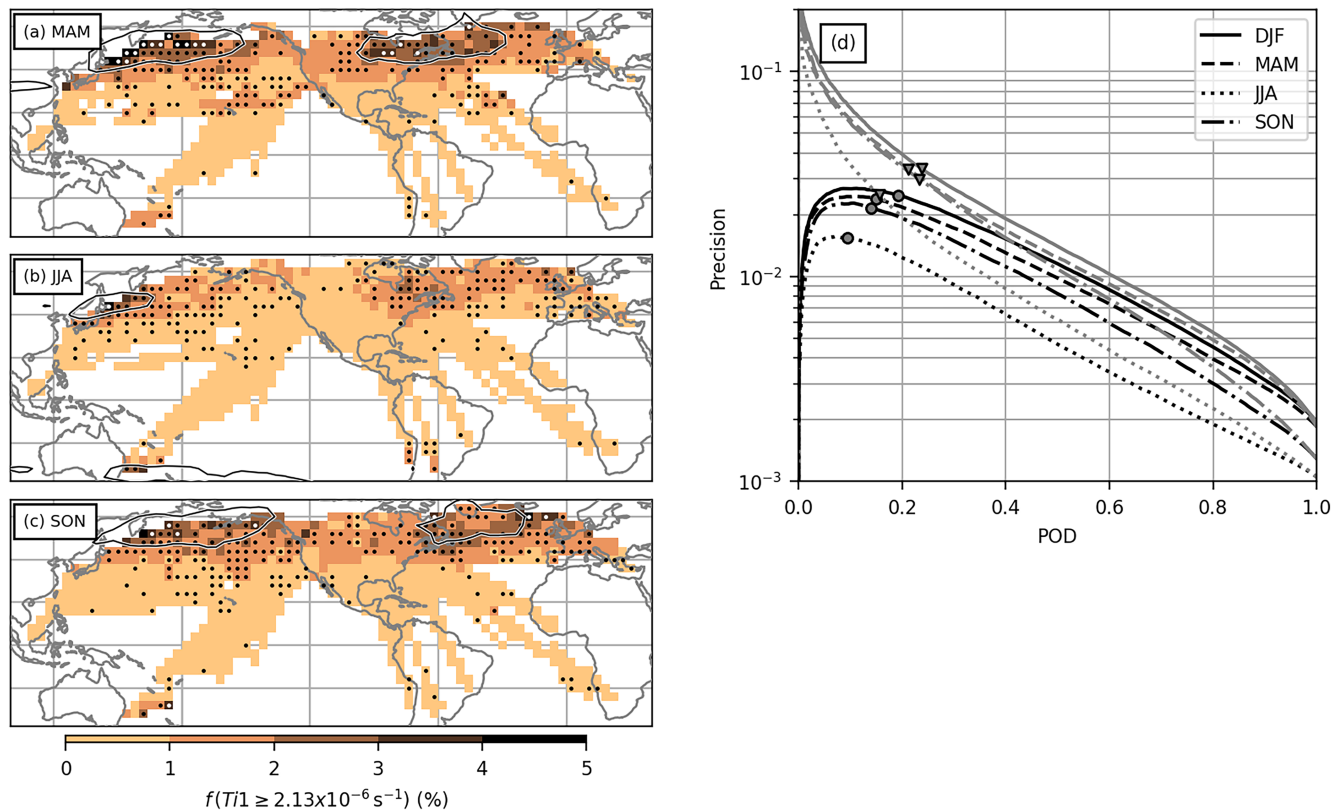 (a) MAM
(b) JJA
(c) SON
0 1 2 3 4 5
f(Ti1 ≥ 2.13x10⁻⁶ s⁻¹) (%)
(d)
DJF
MAM
JJA
SON
Precision
10⁻¹
10⁻²
10⁻³
0.0 0.2 0.4 0.6 0.8 1.0
POD